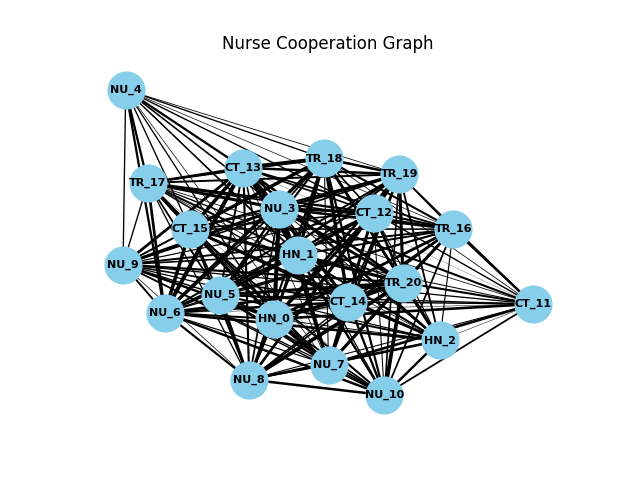 Nurse Cooperation Graph
NU_4
TR_18
CT_13
TR_19
TR_17
NU_3
CT_12
CT_15
TR_16
HN_1
NU_9
TR_20
NU_5
CT_14
CT_11
NU_6
HN_0
HN_2
NU_7
NU_8
NU_10